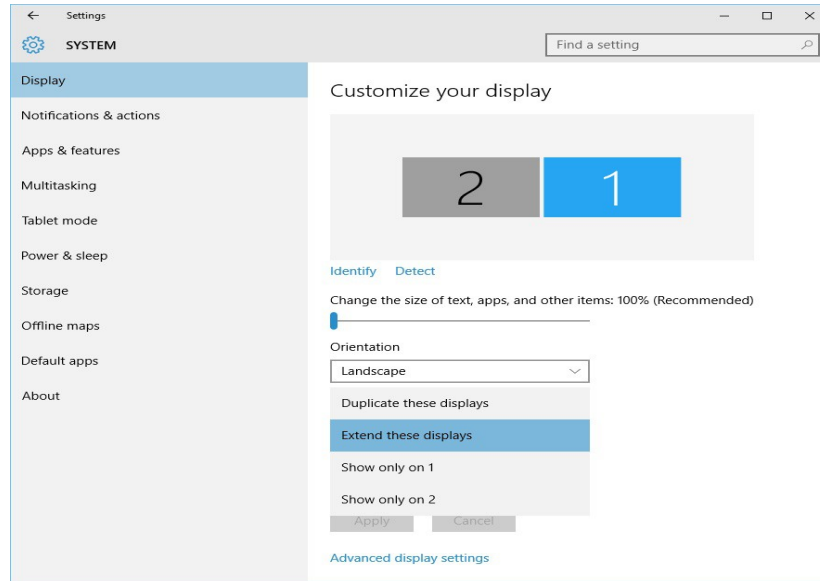 Settings
SYSTEM
Find a setting
Display
Notifications & actions
Apps & features
Multitasking
Tablet mode
Power & sleep
Storage
Offline maps
Default apps
About
Customize your display
2 1
Identify Detect
Change the size of text, apps, and other items: 100% (Recommended)
Orientation
Landscape
Duplicate these displays
Extend these displays
Show only on 1
Show only on 2
Apply Cancel
Advanced display settings